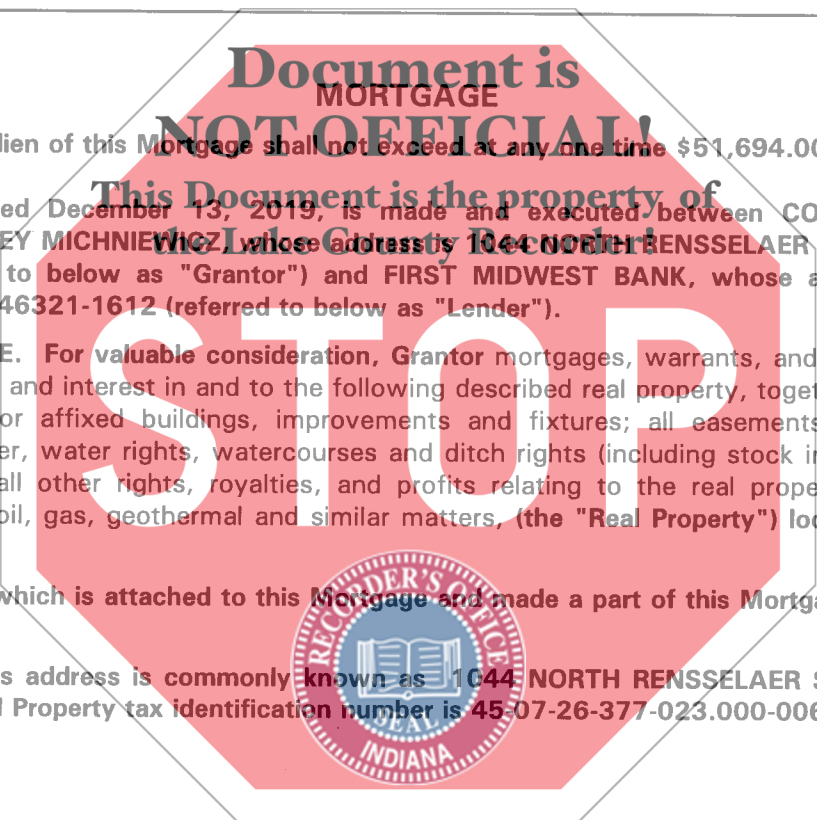 Document is
MORTGAGE
NOT OFFICIAL!
lien of this Mortgage shall not exceed at any one time $51,694.00
This Document is the property of
ed December 13, 2019, is made and executed between CO
the Lake County Recorder!
EY MICHNIEWICZ, whose address is 1044 NORTH RENSSELAER
to below as "Grantor") and FIRST MIDWEST BANK, whose a
46321-1612 (referred to below as "Lender").
STOP
E. For valuable consideration, Grantor mortgages, warrants, and
and interest in and to the following described real property, toget
or affixed buildings, improvements and fixtures; all easements
er, water rights, watercourses and ditch rights (including stock in
all other rights, royalties, and profits relating to the real prope
oil, gas, geothermal and similar matters, (the "Real Property") loc
which is attached to this Mortgage and made a part of this Mortga
RECORDER'S OFFICE
SEAL
INDIANA
s address is commonly known as 1044 NORTH RENSSELAER S
l Property tax identification number is 45-07-26-377-023.000-006